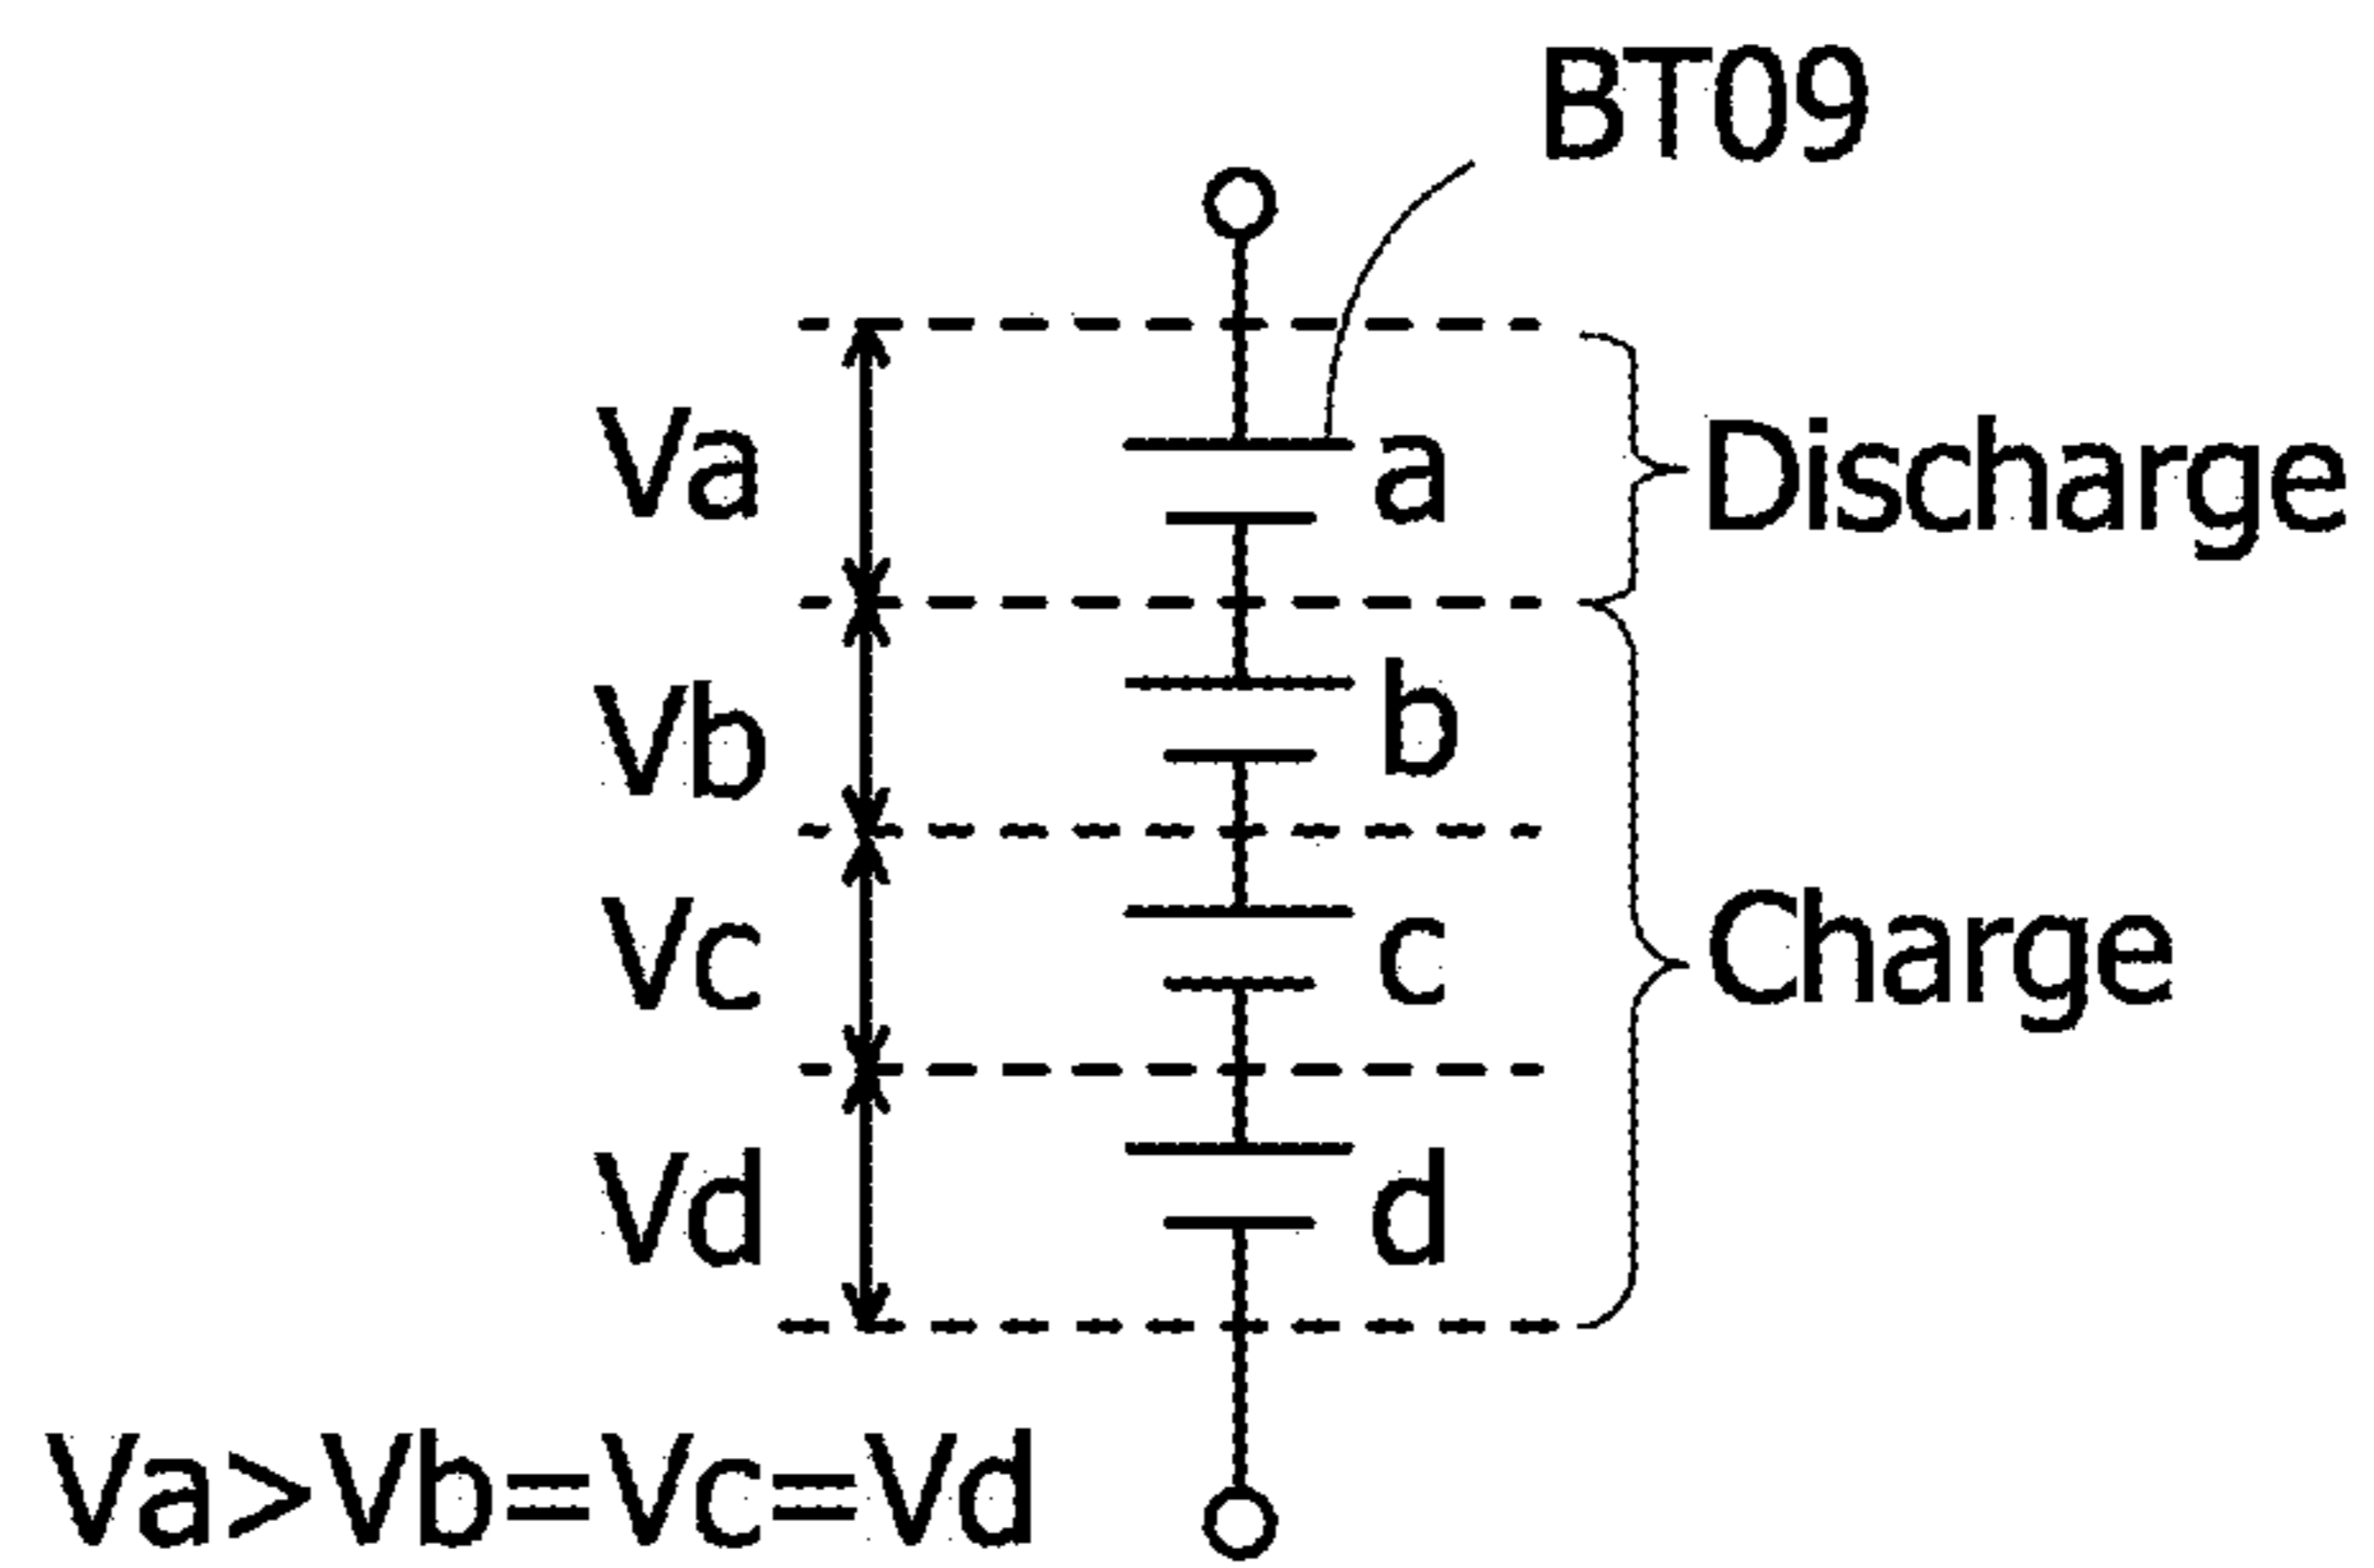 BT09
Va
a
Discharge
Vb
b
Vc
c
Charge
Vd
d
Va>Vb=Vc=Vd